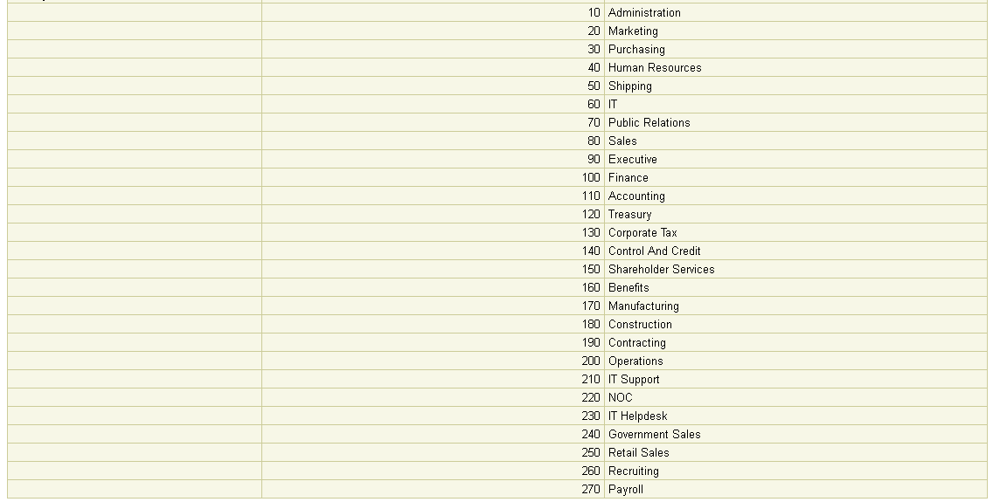 10 Administration
20 Marketing
30 Purchasing
40 Human Resources
50 Shipping
60 IT
70 Public Relations
80 Sales
90 Executive
100 Finance
110 Accounting
120 Treasury
130 Corporate Tax
140 Control And Credit
150 Shareholder Services
160 Benefits
170 Manufacturing
180 Construction
190 Contracting
200 Operations
210 IT Support
220 NOC
230 IT Helpdesk
240 Government Sales
250 Retail Sales
260 Recruiting
270 Payroll